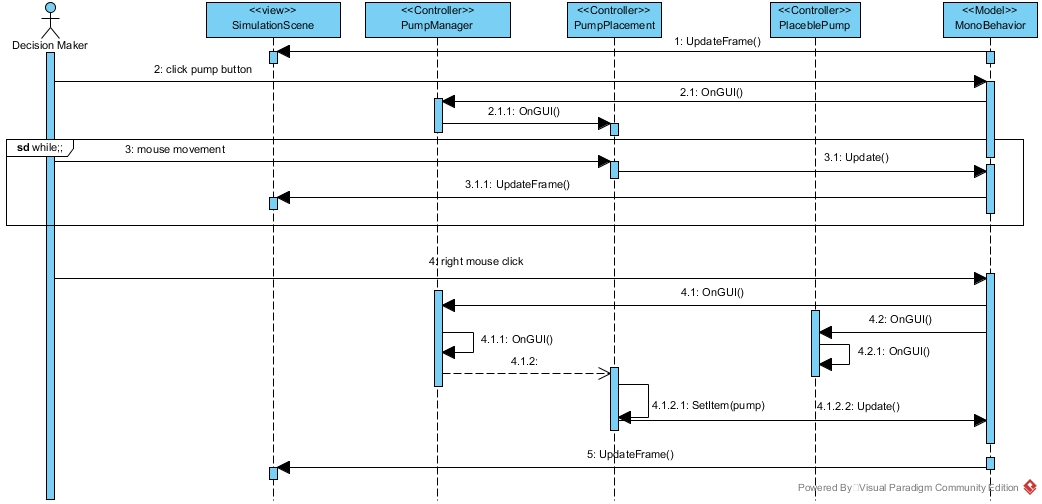 <<view>>
SimulationScene
<<Controller>>
PumpManager
<<Controller>>
PumpPlacement
<<Controller>>
PlaceblePump
<<Model>>
MonoBehavior
Decision Maker
1: UpdateFrame()
2: click pump button
2.1: OnGUI()
2.1.1: OnGUI()
sd while;;
3: mouse movement
3.1: Update()
3.1.1: UpdateFrame()
4: right mouse click
4.1: OnGUI()
4.2: OnGUI()
4.1.1: OnGUI()
4.2.1: OnGUI()
4.1.2:
4.1.2.1: SetItem(pump)
4.1.2.2: Update()
5: UpdateFrame()
Powered By Visual Paradigm Community Edition